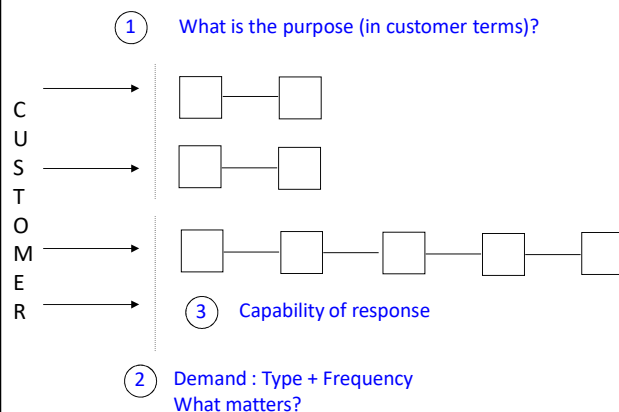 1 What is the purpose (in customer terms)?
C
U
S
T
O
M
E
R
3 Capability of response
2 Demand : Type + Frequency
What matters?